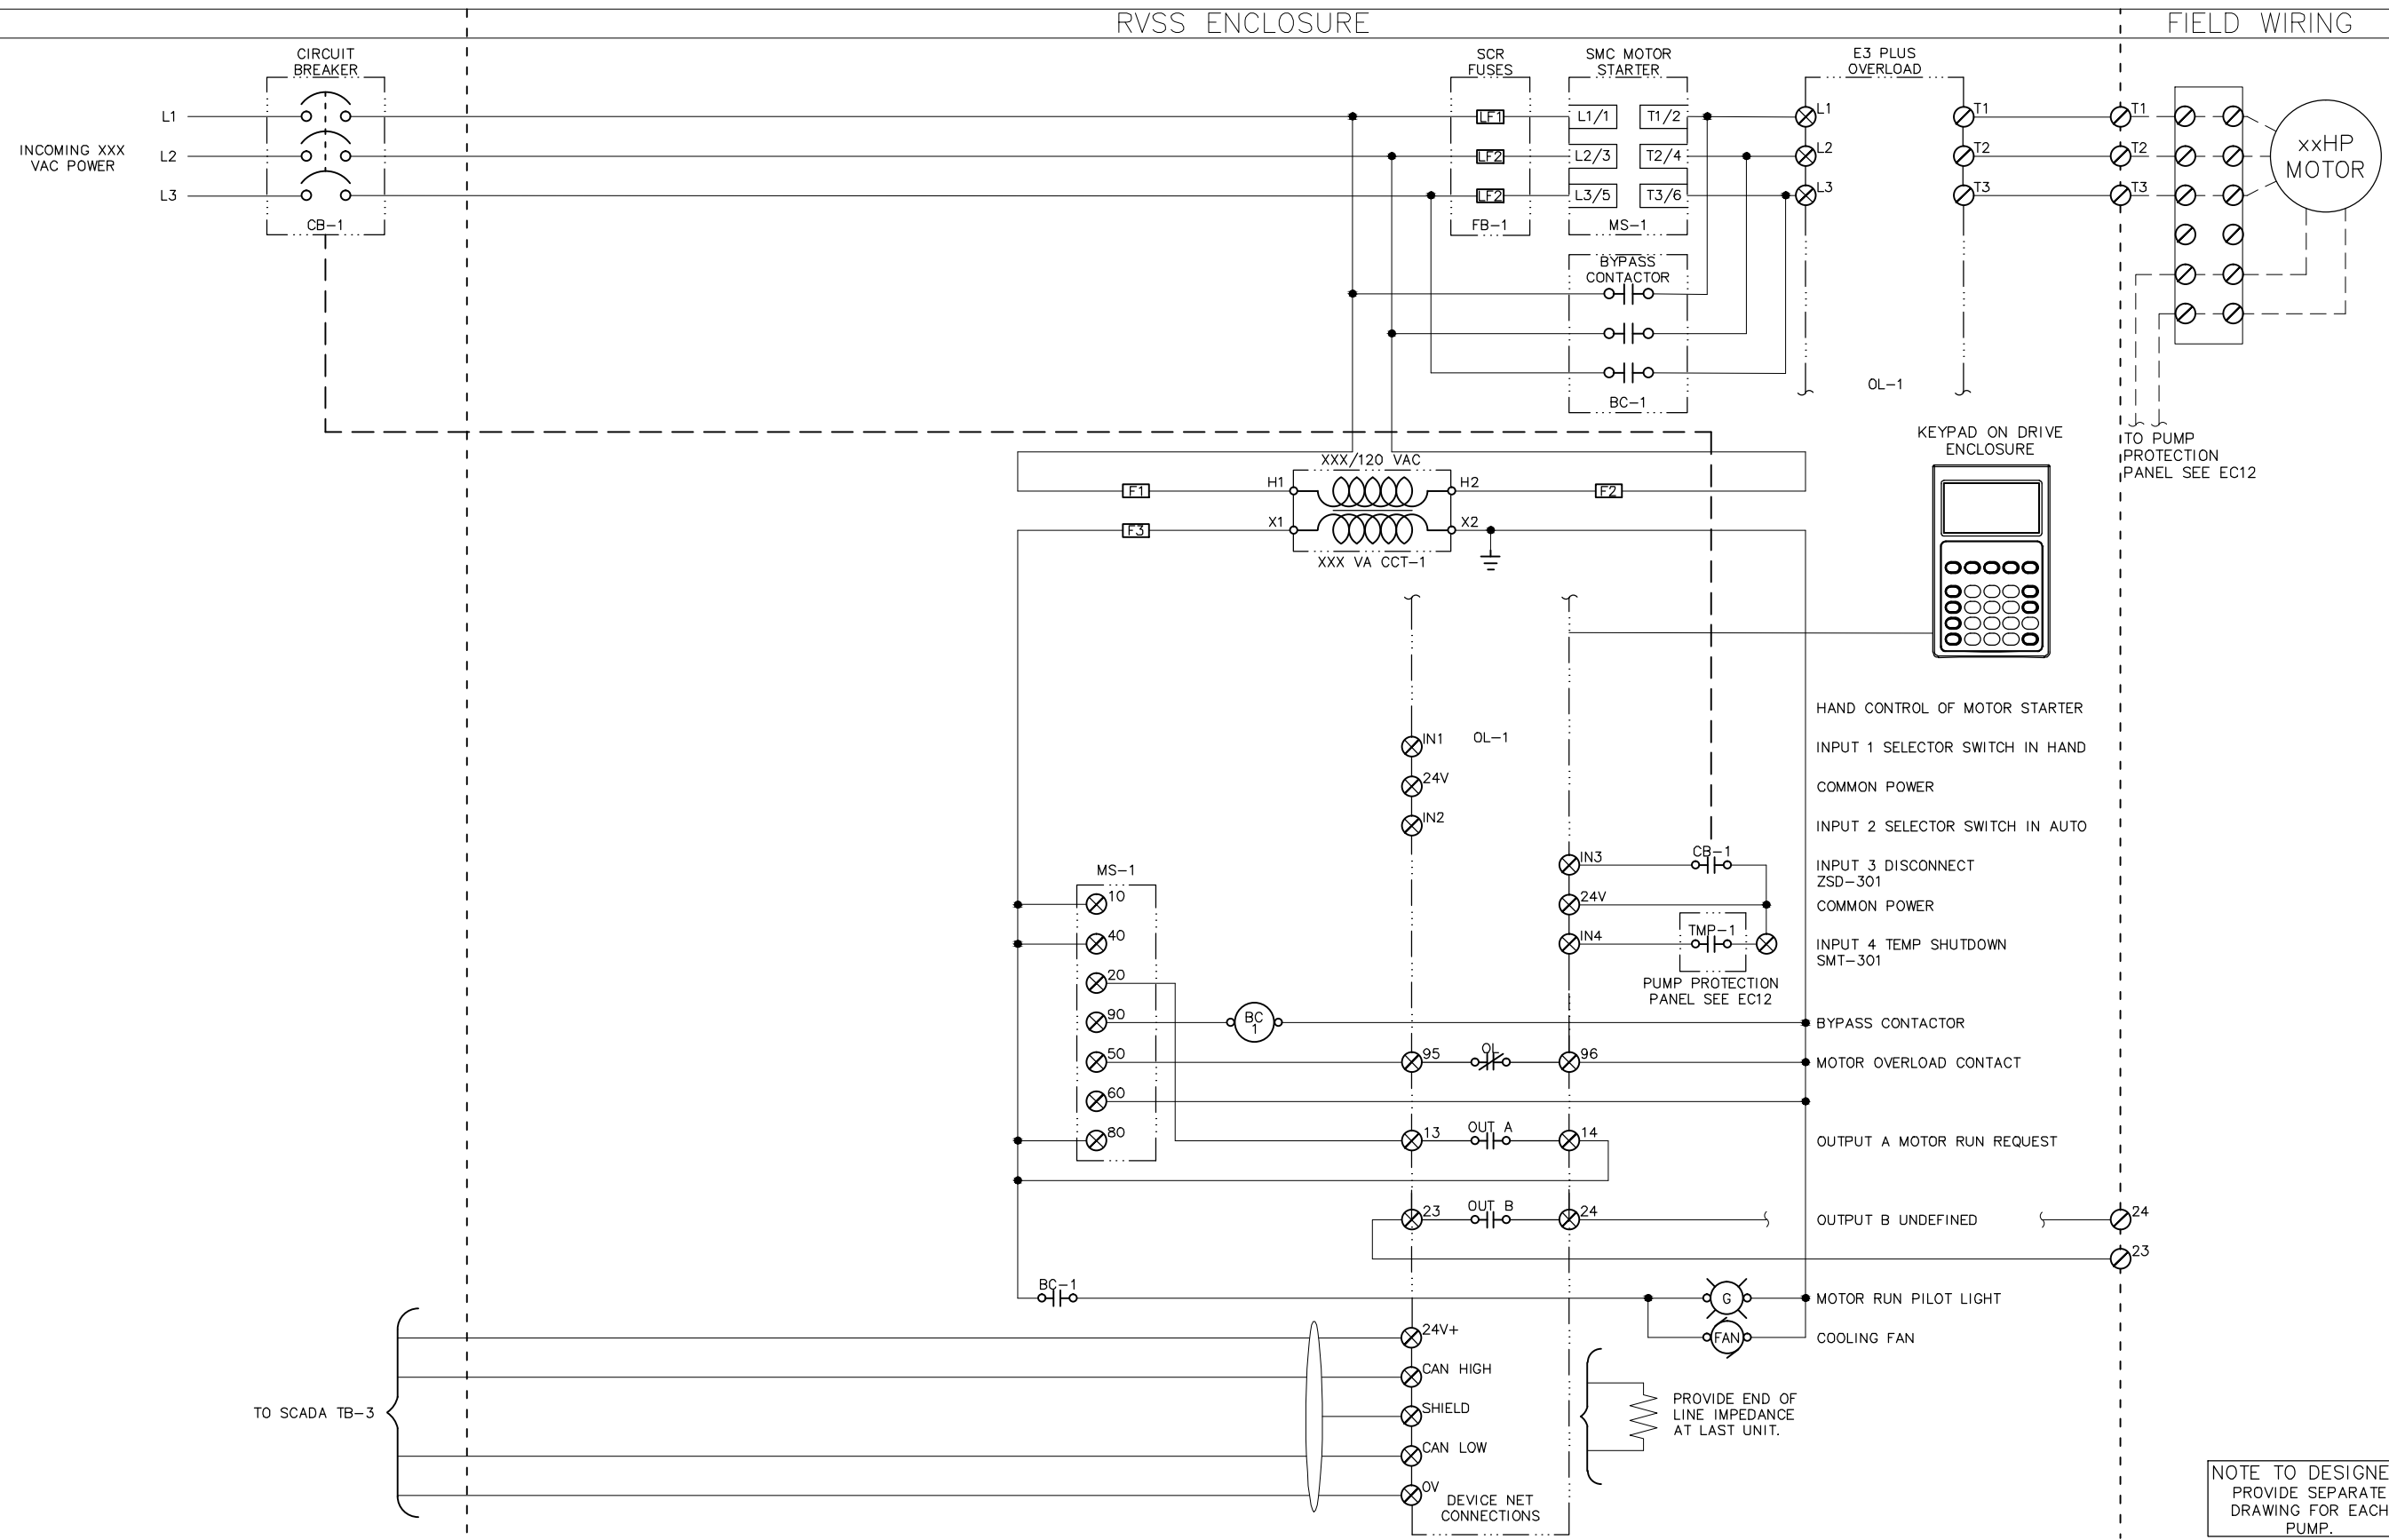 RVSS ENCLOSURE
FIELD WIRING
CIRCUIT
BREAKER
SCR
FUSES
SMC MOTOR
STARTER
E3 PLUS
OVERLOAD
INCOMING XXX
VAC POWER
L1
L2
L3
CB-1
LF1
LF2
LF2
FB-1
L1/1
T1/2
L2/3
T2/4
L3/5
T3/6
MS-1
L1
L2
L3
T1
T2
T3
T1
T2
T3
xxHP
MOTOR
BYPASS
CONTACTOR
BC-1
OL-1
KEYPAD ON DRIVE
ENCLOSURE
TO PUMP
PROTECTION
PANEL SEE EC12
XXX/120 VAC
F1
H1
H2
F2
F3
X1
X2
XXX VA CCT-1
HAND CONTROL OF MOTOR STARTER
IN1
OL-1
INPUT 1 SELECTOR SWITCH IN HAND
24V
COMMON POWER
IN2
INPUT 2 SELECTOR SWITCH IN AUTO
IN3
CB-1
INPUT 3 DISCONNECT
ZSD-301
24V
COMMON POWER
IN4
TMP-1
INPUT 4 TEMP SHUTDOWN
SMT-301
PUMP PROTECTION
PANEL SEE EC12
MS-1
10
40
20
90
50
60
80
BC
1
BYPASS CONTACTOR
95
OL
96
MOTOR OVERLOAD CONTACT
13
OUT A
14
OUTPUT A MOTOR RUN REQUEST
23
OUT B
24
OUTPUT B UNDEFINED
24
23
BC-1
G
MOTOR RUN PILOT LIGHT
FAN
COOLING FAN
24V+
CAN HIGH
SHIELD
CAN LOW
0V
TO SCADA TB-3
DEVICE NET
CONNECTIONS
PROVIDE END OF
LINE IMPEDANCE
AT LAST UNIT.
NOTE TO DESIGNE
PROVIDE SEPARATE
DRAWING FOR EACH
PUMP.